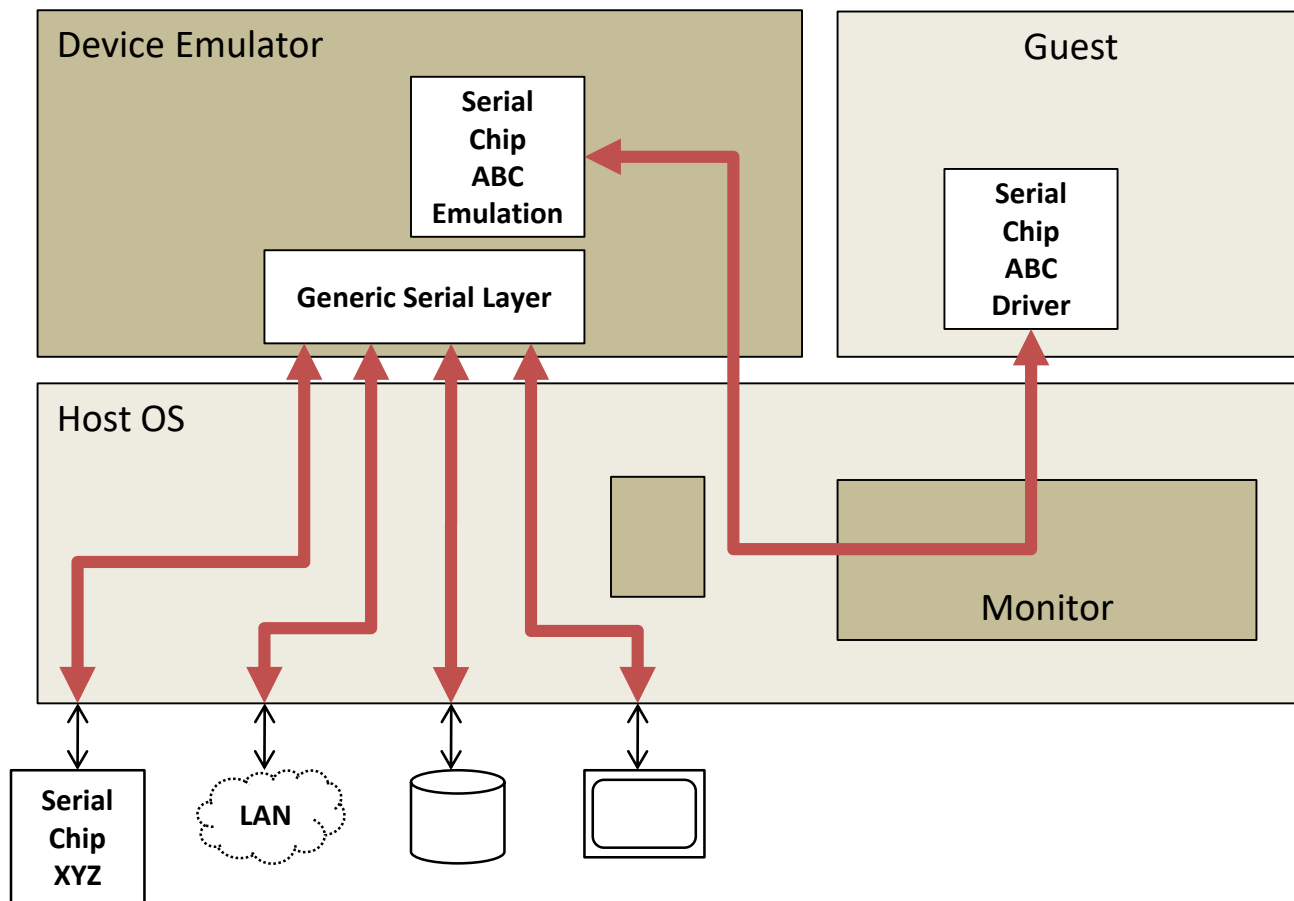 Device Emulator
Serial
Chip
ABC
Emulation
Generic Serial Layer
Guest
Serial
Chip
ABC
Driver
Host OS
Monitor
Serial
Chip
XYZ
LAN